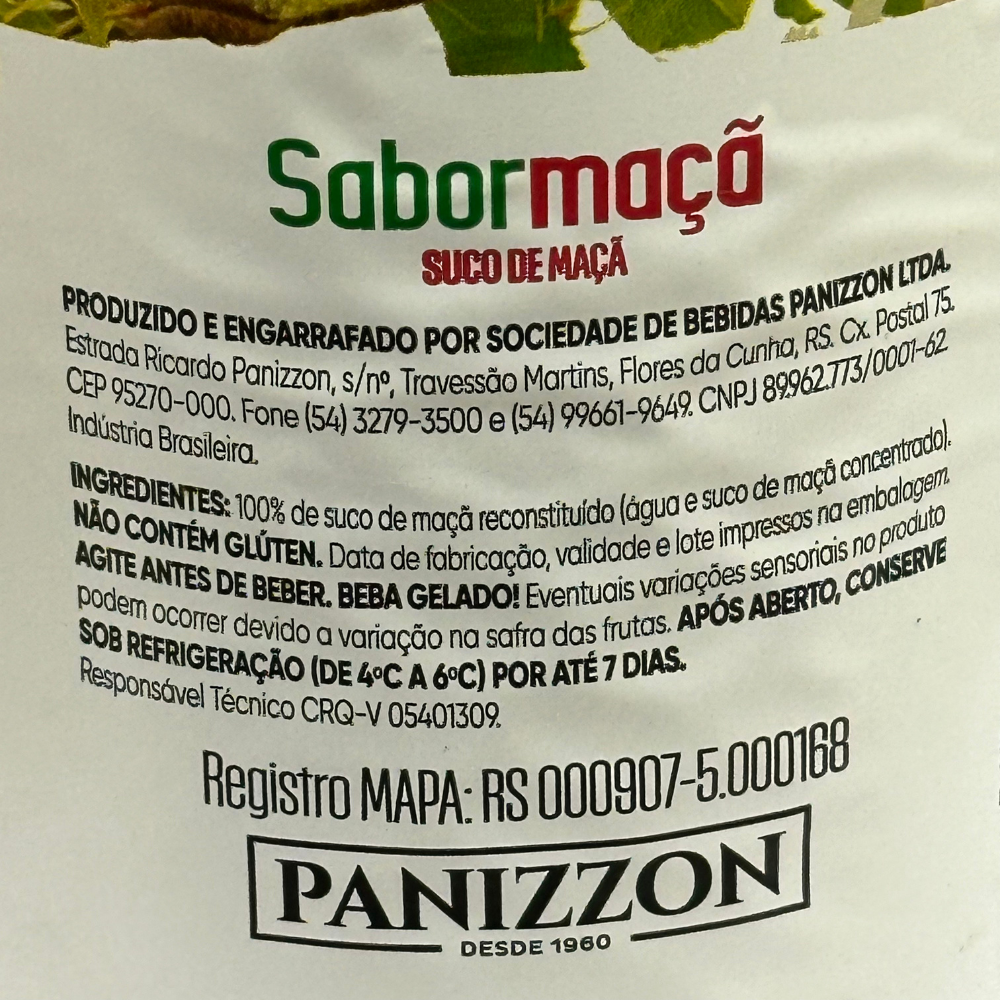 Sabormaçã
SUCO DE MAÇÃ
PRODUZIDO E ENGARRAFADO POR SOCIEDADE DE BEBIDAS PANIZZON LTDA.
Estrada Ricardo Panizzon, s/nº, Travessão Martins, Flores da Cunha, RS. Cx. Postal 75.
CEP 95270-000. Fone (54) 3279-3500 e (54) 99661-9649. CNPJ 89.962.773/0001-62
Indústria Brasileira.
INGREDIENTES: 100% de suco de maçã reconstituído (água e suco de maçã concentrado).
NÃO CONTÉM GLÚTEN. Data de fabricação, validade e lote impressos na embalagem.
AGITE ANTES DE BEBER. BEBA GELADO! Eventuais variações sensoriais no produto
podem ocorrer devido a variação na safra das frutas. APÓS ABERTO, CONSERVE
SOB REFRIGERAÇÃO (DE 4ºC A 6ºC) POR ATÉ 7 DIAS.
Responsável Técnico CRQ-V 05401309.
Registro MAPA: RS 000907-5.000168
PANIZZON
DESDE 1960